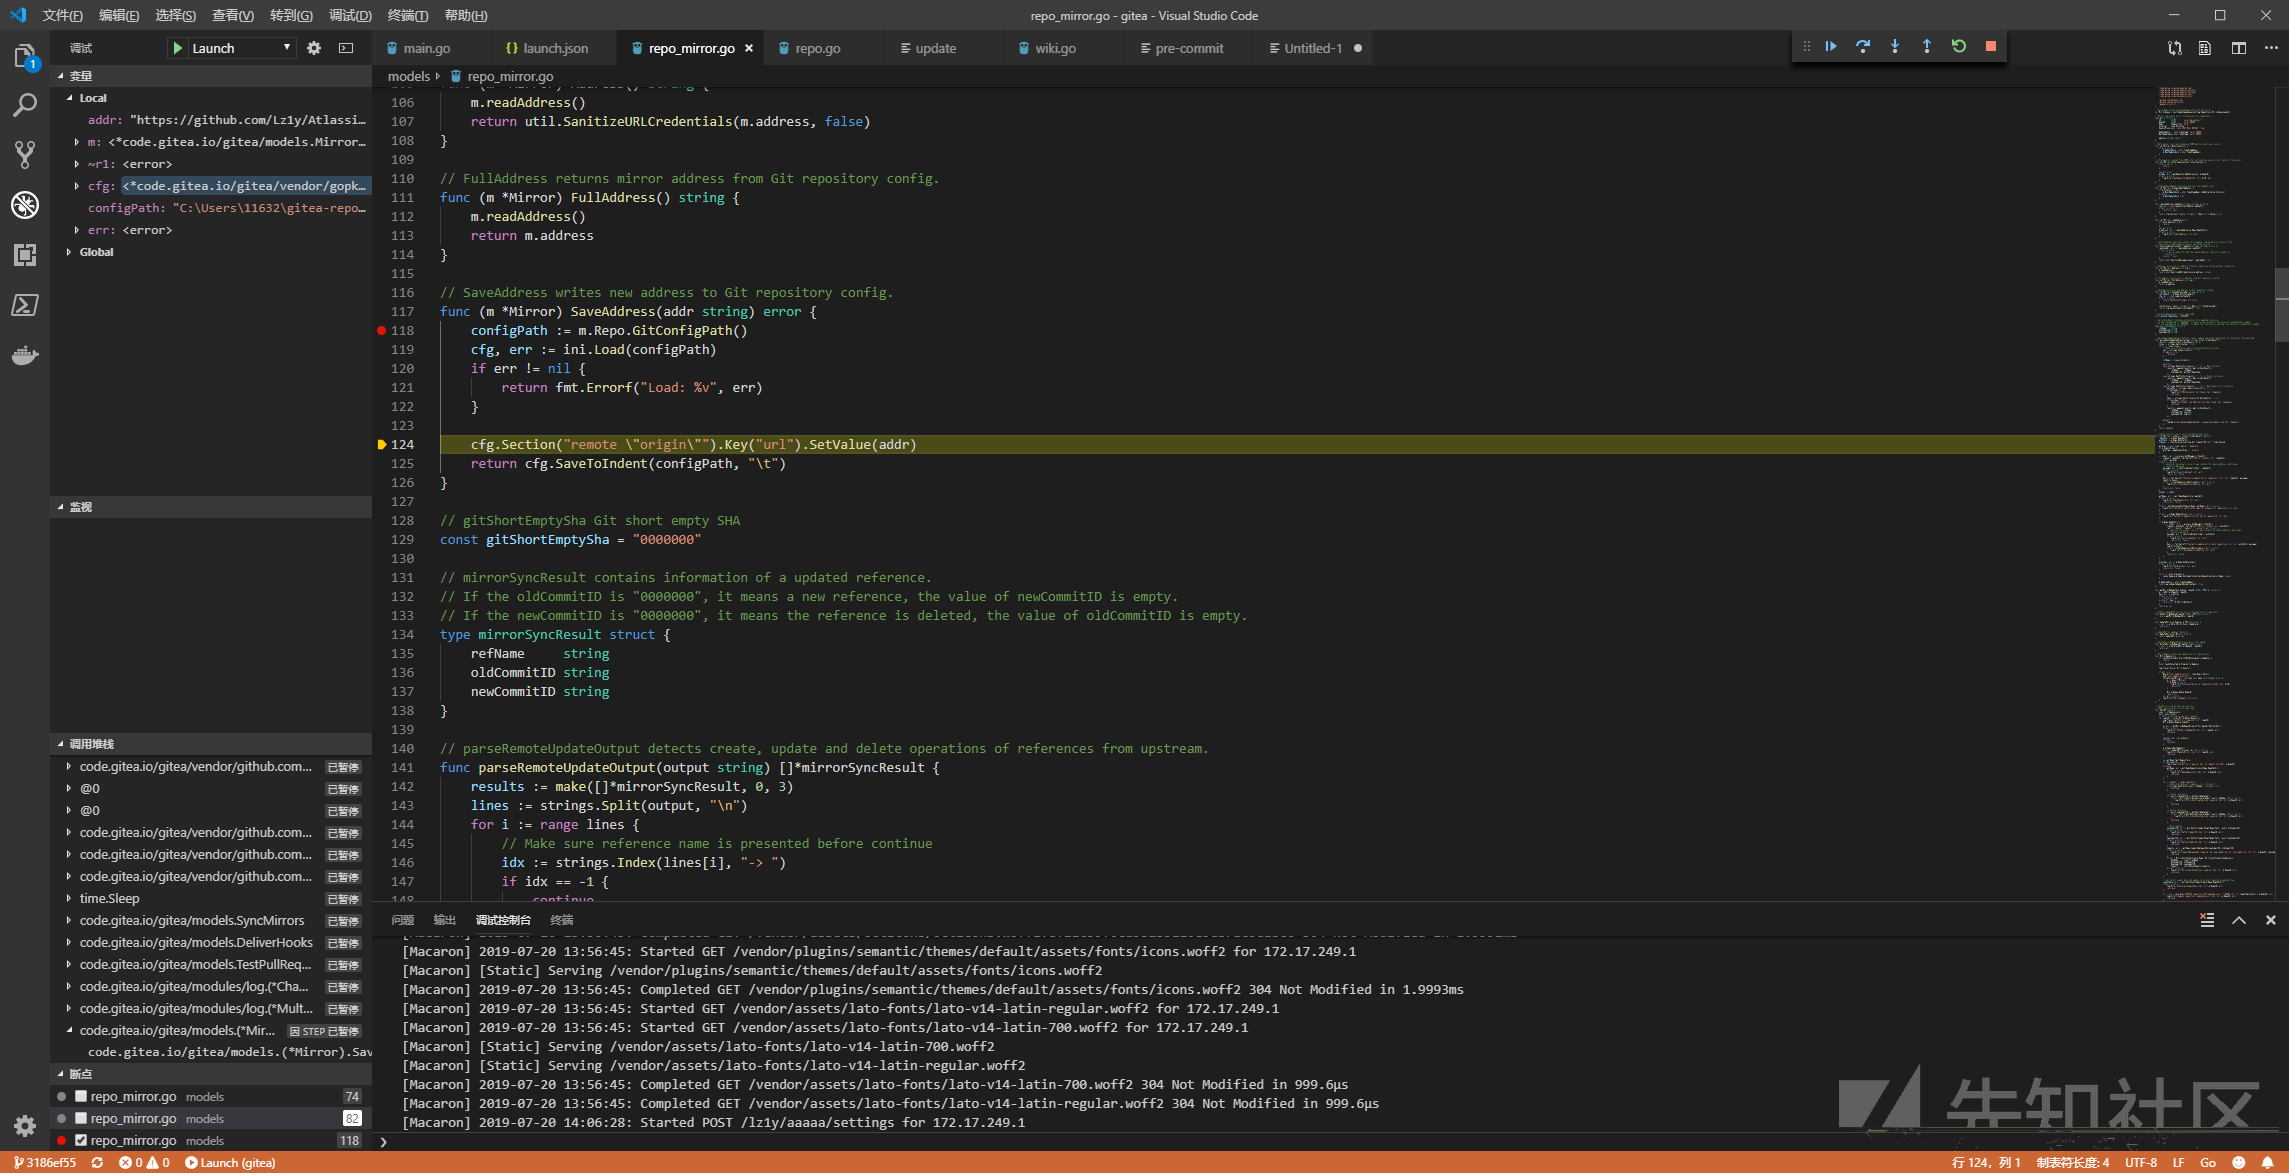 文件(F) 编辑(E) 选择(S) 查看(V) 转到(G) 调试(D) 终端(T) 帮助(H)
repo_mirror.go - gitea - Visual Studio Code
调试
Launch
main.go
launch.json
repo_mirror.go
repo.go
update
wiki.go
pre-commit
Untitled-1
models
repo_mirror.go
1
变量
Local
addr: "https://github.com/Lz1y/Atlassi...
m: <*code.gitea.io/gitea/models.Mirror...
~r1: <error>
cfg: <*code.gitea.io/gitea/vendor/gopk...
configPath: "C:\Users\11632\gitea-repo...
err: <error>
Global
监视
调用堆栈
code.gitea.io/gitea/vendor/github.com... 已暂停
@0 已暂停
@0 已暂停
code.gitea.io/gitea/vendor/github.com... 已暂停
code.gitea.io/gitea/vendor/github.com... 已暂停
code.gitea.io/gitea/vendor/github.com... 已暂停
time.Sleep 已暂停
code.gitea.io/gitea/models.SyncMirrors 已暂停
code.gitea.io/gitea/models.DeliverHooks 已暂停
code.gitea.io/gitea/models.TestPullReq... 已暂停
code.gitea.io/gitea/modules/log.(*Cha... 已暂停
code.gitea.io/gitea/modules/log.(*Mult... 已暂停
code.gitea.io/gitea/models.(*Mir... 因 STEP 已暂停
code.gitea.io/gitea/models.(*Mirror).Sav
断点
repo_mirror.go models 74
repo_mirror.go models 82
repo_mirror.go models 118
106 m.readAddress()
107 return util.SanitizeURLCredentials(m.address, false)
108 }
109
110 // FullAddress returns mirror address from Git repository config.
111 func (m *Mirror) FullAddress() string {
112 m.readAddress()
113 return m.address
114 }
115
116 // SaveAddress writes new address to Git repository config.
117 func (m *Mirror) SaveAddress(addr string) error {
118 configPath := m.Repo.GitConfigPath()
119 cfg, err := ini.Load(configPath)
120 if err != nil {
121 return fmt.Errorf("Load: %v", err)
122 }
123
124 cfg.Section("remote \"origin\"").Key("url").SetValue(addr)
125 return cfg.SaveToIndent(configPath, "\t")
126 }
127
128 // gitShortEmptySha Git short empty SHA
129 const gitShortEmptySha = "0000000"
130
131 // mirrorSyncResult contains information of a updated reference.
132 // If the oldCommitID is "0000000", it means a new reference, the value of newCommitID is empty.
133 // If the newCommitID is "0000000", it means the reference is deleted, the value of oldCommitID is empty.
134 type mirrorSyncResult struct {
135 refName string
136 oldCommitID string
137 newCommitID string
138 }
139
140 // parseRemoteUpdateOutput detects create, update and delete operations of references from upstream.
141 func parseRemoteUpdateOutput(output string) []*mirrorSyncResult {
142 results := make([]*mirrorSyncResult, 0, 3)
143 lines := strings.Split(output, "\n")
144 for i := range lines {
145 // Make sure reference name is presented before continue
146 idx := strings.Index(lines[i], "-> ")
147 if idx == -1 {
148 continue
问题 输出 调试控制台 终端
[Macaron] 2019-07-20 13:56:45: Started GET /vendor/plugins/semantic/themes/default/assets/fonts/icons.woff2 for 172.17.249.1
[Macaron] [Static] Serving /vendor/plugins/semantic/themes/default/assets/fonts/icons.woff2
[Macaron] 2019-07-20 13:56:45: Completed GET /vendor/plugins/semantic/themes/default/assets/fonts/icons.woff2 304 Not Modified in 1.9993ms
[Macaron] 2019-07-20 13:56:45: Started GET /vendor/assets/lato-fonts/lato-v14-latin-regular.woff2 for 172.17.249.1
[Macaron] 2019-07-20 13:56:45: Started GET /vendor/assets/lato-fonts/lato-v14-latin-700.woff2 for 172.17.249.1
[Macaron] [Static] Serving /vendor/assets/lato-fonts/lato-v14-latin-700.woff2
[Macaron] [Static] Serving /vendor/assets/lato-fonts/lato-v14-latin-regular.woff2
[Macaron] 2019-07-20 13:56:45: Completed GET /vendor/assets/lato-fonts/lato-v14-latin-700.woff2 304 Not Modified in 999.6µs
[Macaron] 2019-07-20 13:56:45: Completed GET /vendor/assets/lato-fonts/lato-v14-latin-regular.woff2 304 Not Modified in 999.6µs
[Macaron] 2019-07-20 14:06:28: Started POST /lz1y/aaaaa/settings for 172.17.249.1
先知社区
3186ef55 0 0 Launch (gitea)
行 124，列 1 制表符长度: 4 UTF-8 LF Go